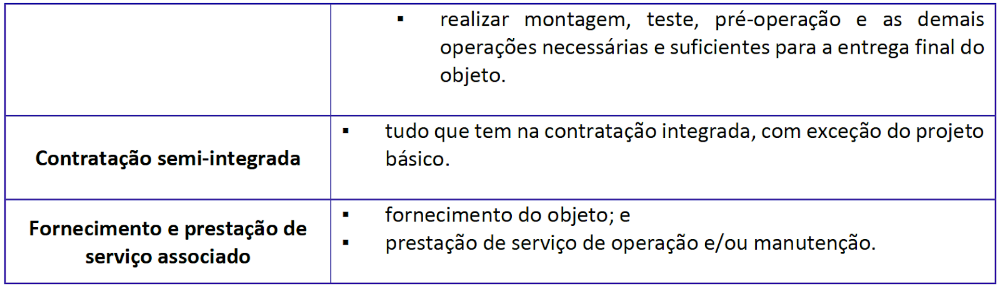 ▪ realizar montagem, teste, pré-operação e as demais
operações necessárias e suficientes para a entrega final do
objeto.
Contratação semi-integrada
▪ tudo que tem na contratação integrada, com exceção do projeto
básico.
Fornecimento e prestação de
serviço associado
▪ fornecimento do objeto; e
▪ prestação de serviço de operação e/ou manutenção.